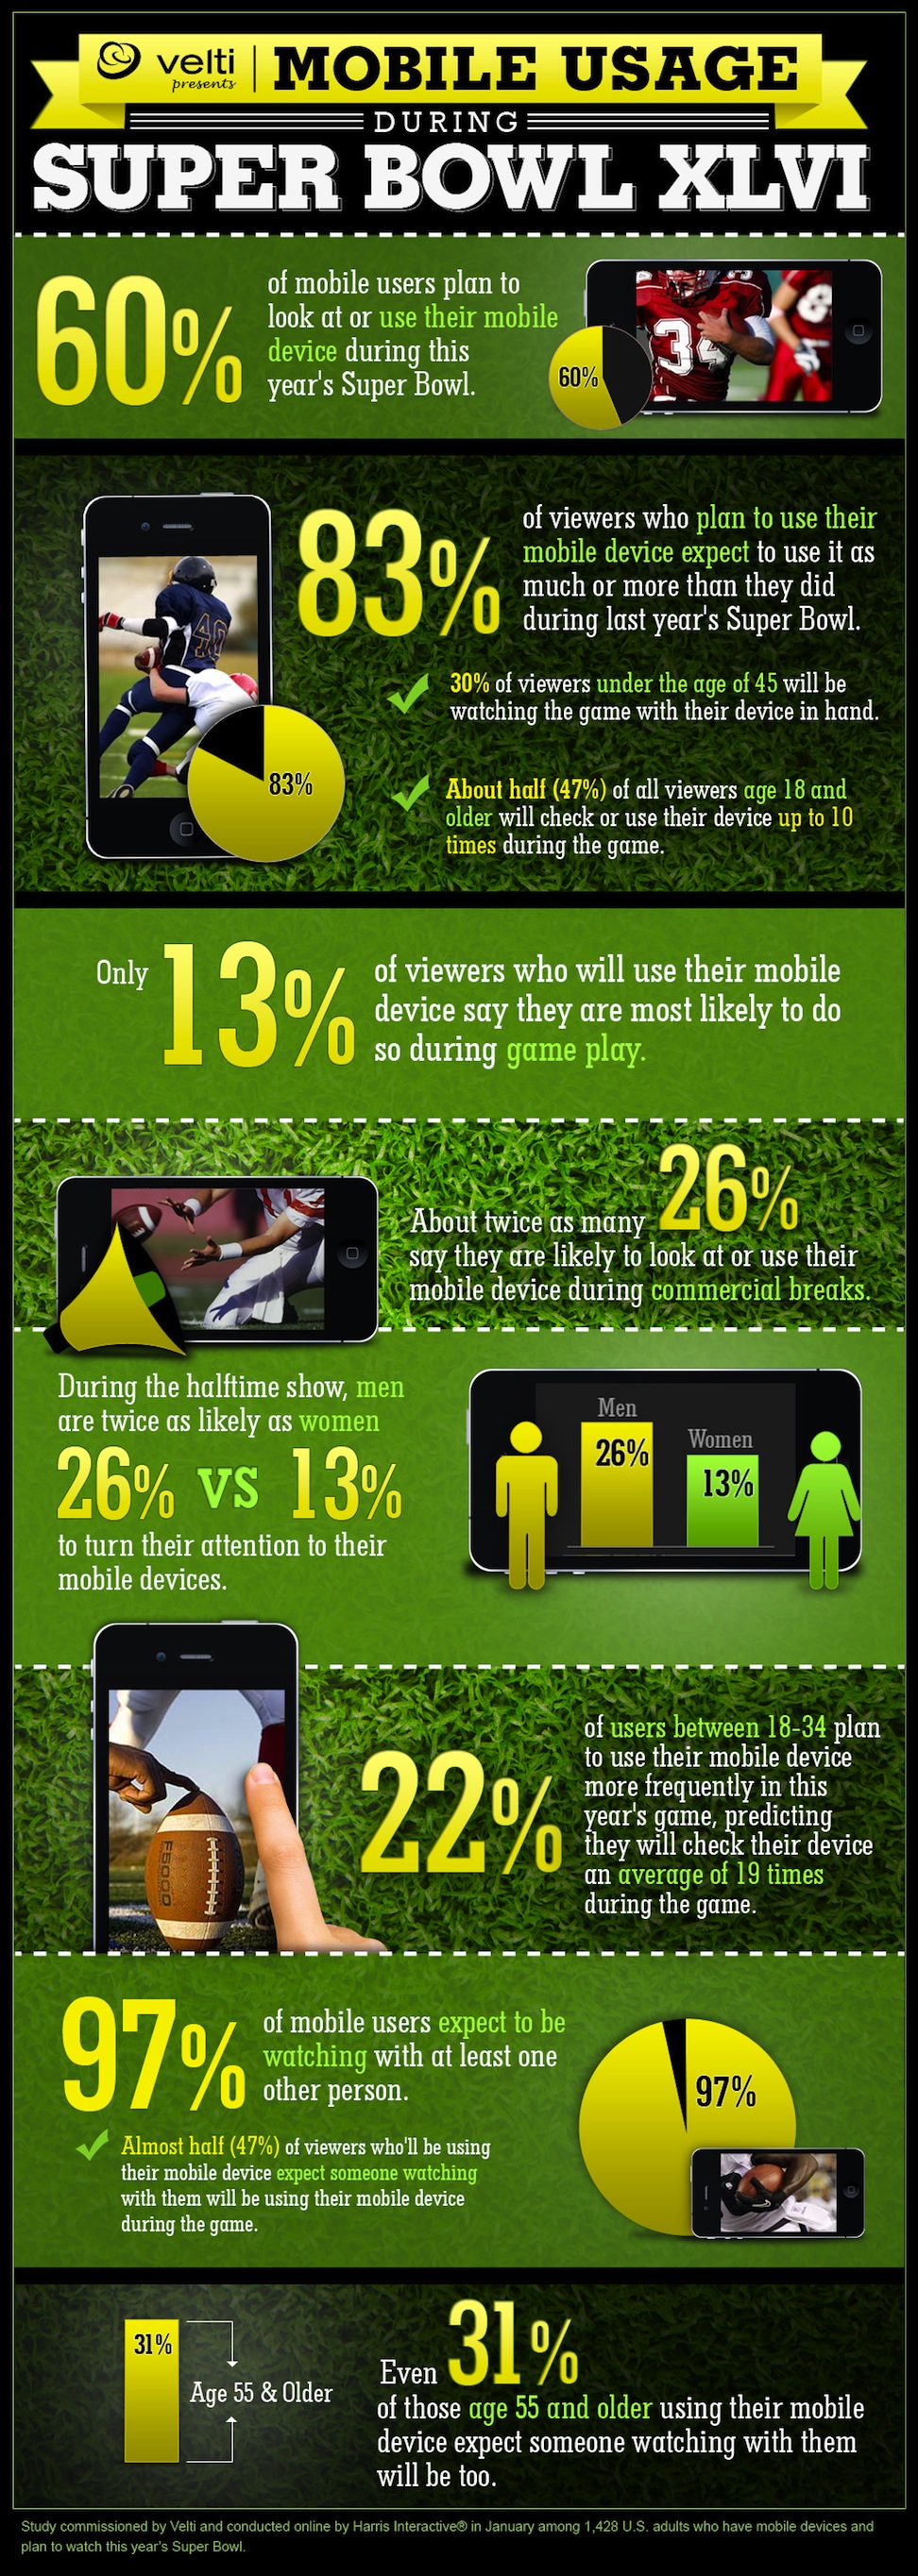 velti
presents
MOBILE USAGE
DURING
SUPER BOWL XLVI
60%
of mobile users plan to
look at or use their mobile
device during this
year's Super Bowl.
34
60%
40
83%
83%
of viewers who plan to use their
mobile device expect to use it as
much or more than they did
during last year's Super Bowl.
30% of viewers under the age of 45 will be
watching the game with their device in hand.
About half (47%) of all viewers age 18 and
older will check or use their device up to 10
times during the game.
Only 13%
of viewers who will use their mobile
device say they are most likely to do
so during game play.
About twice as many 26%
say they are likely to look at or use their
mobile device during commercial breaks.
During the halftime show, men
are twice as likely as women
26% VS 13%
to turn their attention to their
mobile devices.
Men
26%
Women
13%
F5000
22%
of users between 18-34 plan
to use their mobile device
more frequently in this
year's game, predicting
they will check their device
an average of 19 times
during the game.
97%
of mobile users expect to be
watching with at least one
other person.
Almost half (47%) of viewers who'll be using
their mobile device expect someone watching
with them will be using their mobile device
during the game.
97%
31%
Age 55 & Older
Even 31%
of those age 55 and older using their mobile
device expect someone watching with them
will be too.
Study commissioned by Velti and conducted online by Harris Interactive® in January among 1,428 U.S. adults who have mobile devices and
plan to watch this year's Super Bowl.